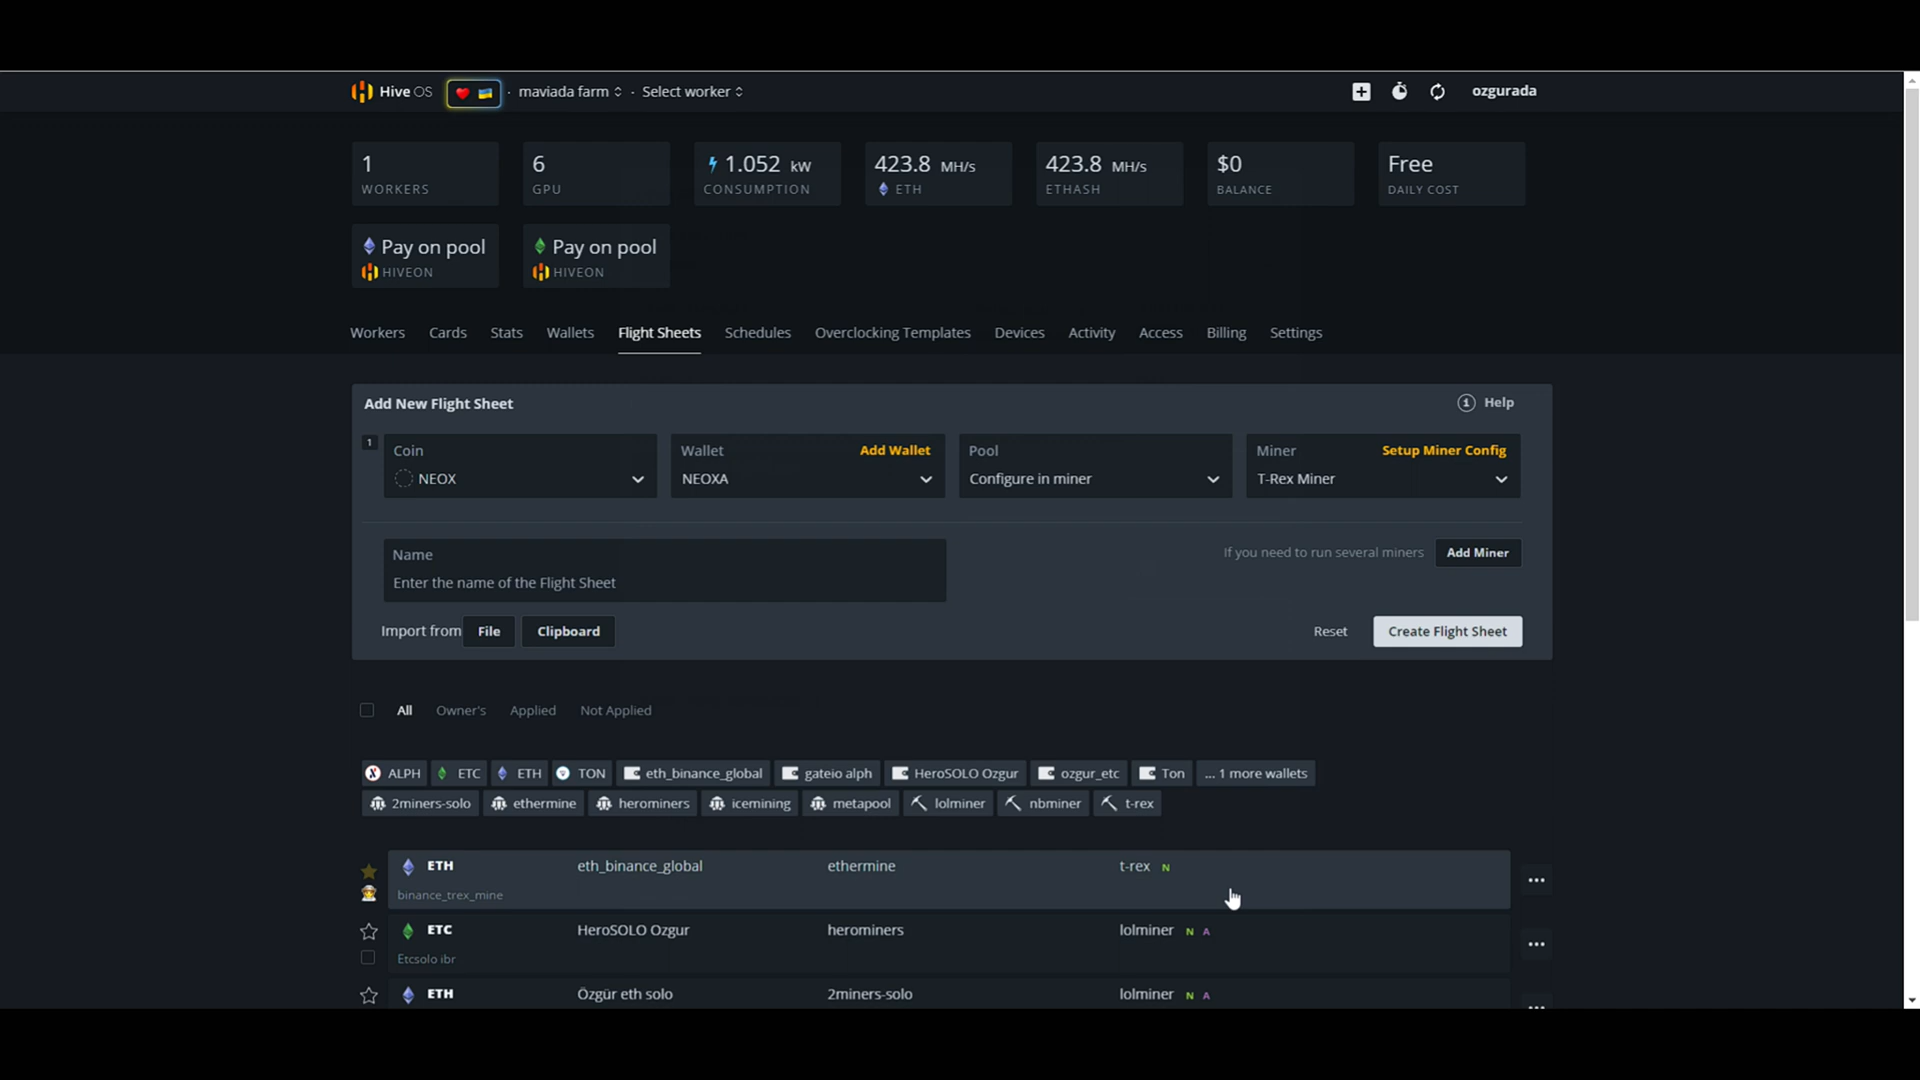 Hive OS · maviada farm · Select worker ozgurada
1 6 1.052 kW 423.8 MH/s 423.8 MH/s $0 Free
WORKERS GPU CONSUMPTION ETH ETHASH BALANCE DAILY COST
Pay on pool Pay on pool
HIVEON HIVEON
Workers Cards Stats Wallets Flight Sheets Schedules Overclocking Templates Devices Activity Access Billing Settings
Add New Flight Sheet Help
1 Coin Wallet Add Wallet Pool Miner Setup Miner Config
NEOX NEOXA Configure in miner T-Rex Miner
Name If you need to run several miners Add Miner
Enter the name of the Flight Sheet
Import from File Clipboard Reset Create Flight Sheet
All Owner's Applied Not Applied
ALPH ETC ETH TON eth_binance_global gateio alph HeroSOLO Ozgur ozgur_etc Ton ... 1 more wallets
2miners-solo ethermine herominers icemining metapool lolminer nbminer t-rex
ETH eth_binance_global ethermine t-rex N
binance_trex_mine
ETC HeroSOLO Ozgur herominers lolminer N A
Etcsolo ibr
ETH Özgür eth solo 2miners-solo lolminer N A